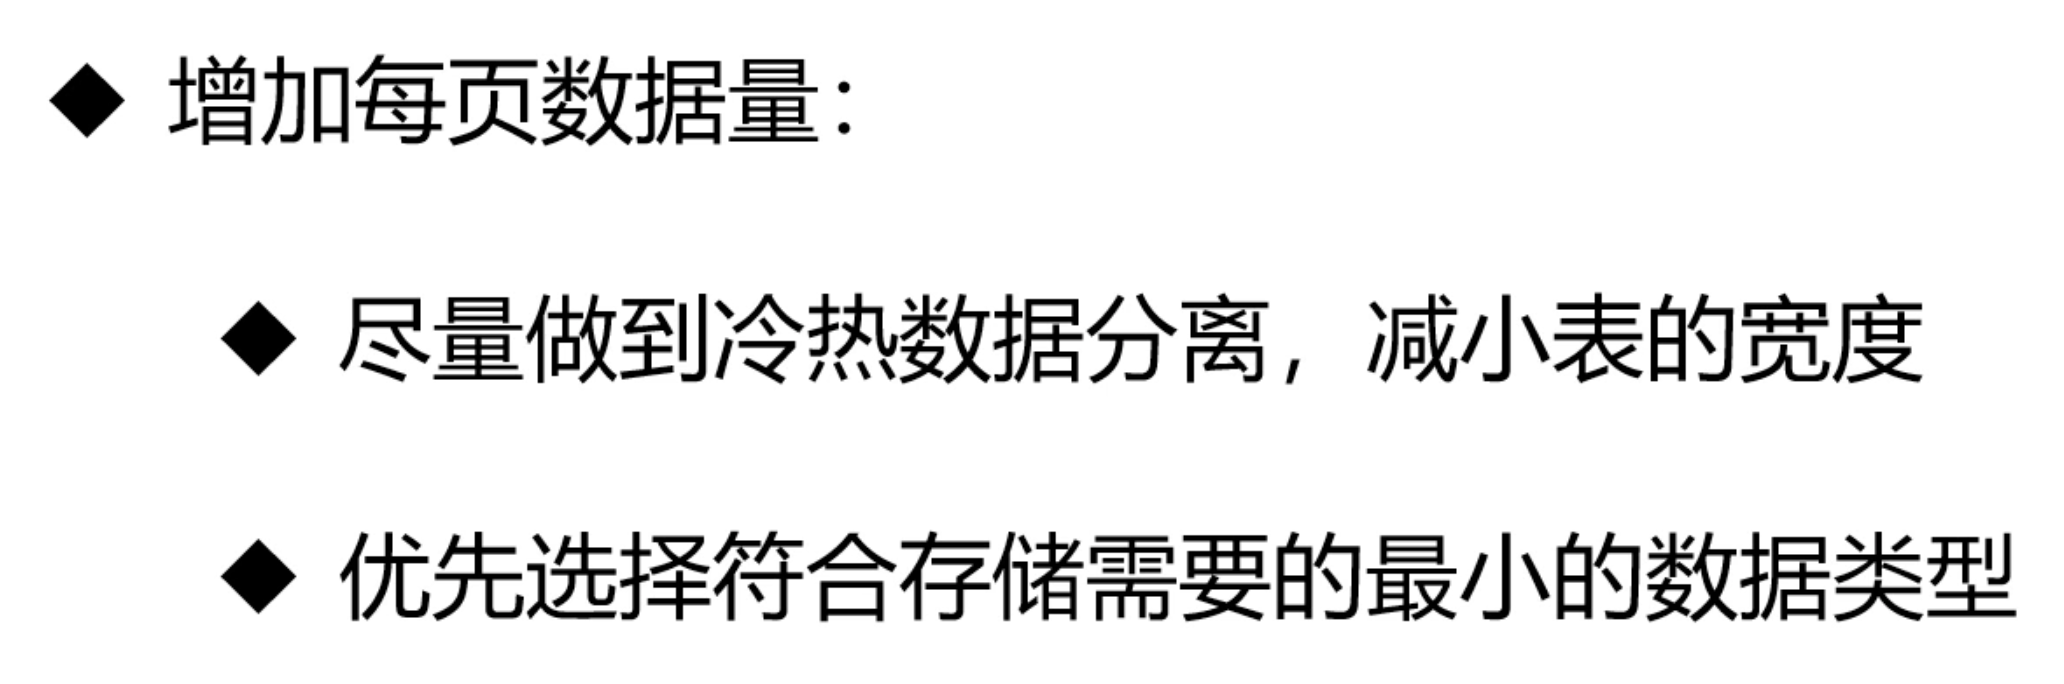 ◆ 增加每页数据量：
◆ 尽量做到冷热数据分离，减小表的宽度
◆ 优先选择符合存储需要的最小的数据类型